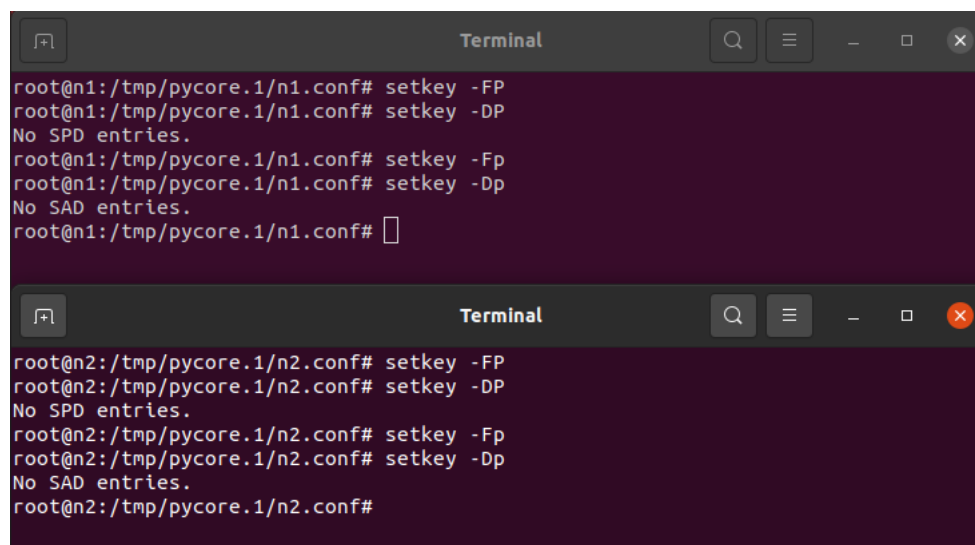 Terminal
root@n1:/tmp/pycore.1/n1.conf# setkey -FP
root@n1:/tmp/pycore.1/n1.conf# setkey -DP
No SPD entries.
root@n1:/tmp/pycore.1/n1.conf# setkey -Fp
root@n1:/tmp/pycore.1/n1.conf# setkey -Dp
No SAD entries.
root@n1:/tmp/pycore.1/n1.conf#
Terminal
root@n2:/tmp/pycore.1/n2.conf# setkey -FP
root@n2:/tmp/pycore.1/n2.conf# setkey -DP
No SPD entries.
root@n2:/tmp/pycore.1/n2.conf# setkey -Fp
root@n2:/tmp/pycore.1/n2.conf# setkey -Dp
No SAD entries.
root@n2:/tmp/pycore.1/n2.conf#